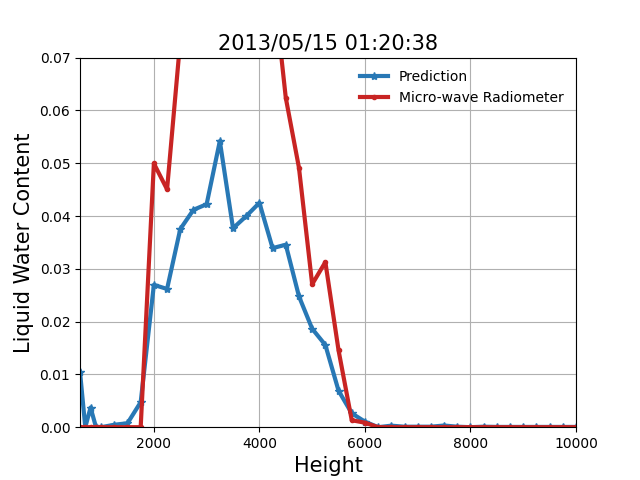 2013/05/15 01:20:38
Prediction
Micro-wave Radiometer
Liquid Water Content
0.07
0.06
0.05
0.04
0.03
0.02
0.01
0.00
2000 4000 6000 8000 10000
Height